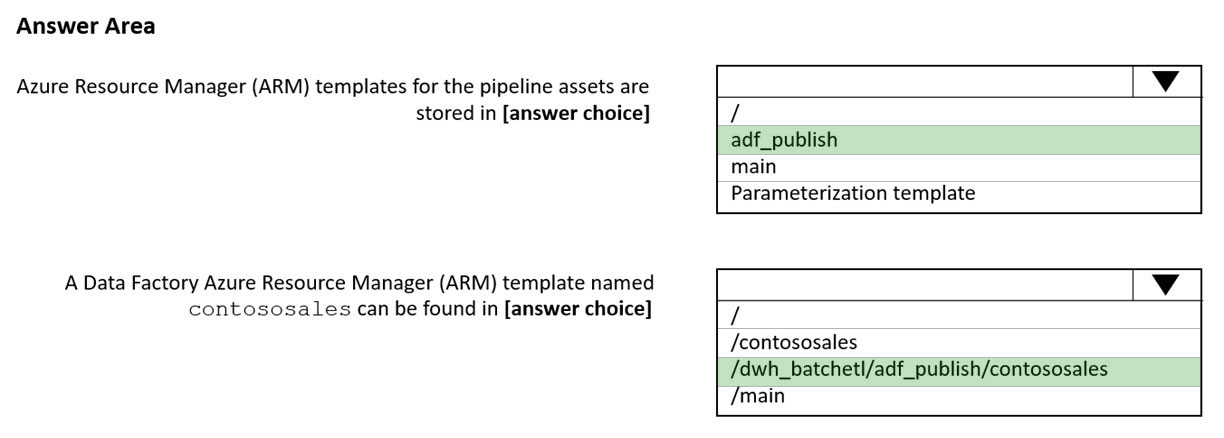 Answer Area
Azure Resource Manager (ARM) templates for the pipeline assets are
stored in [answer choice]
/
adf_publish
main
Parameterization template
A Data Factory Azure Resource Manager (ARM) template named
contososales can be found in [answer choice]
/
/contososales
/dwh_batchetl/adf_publish/contososales
/main